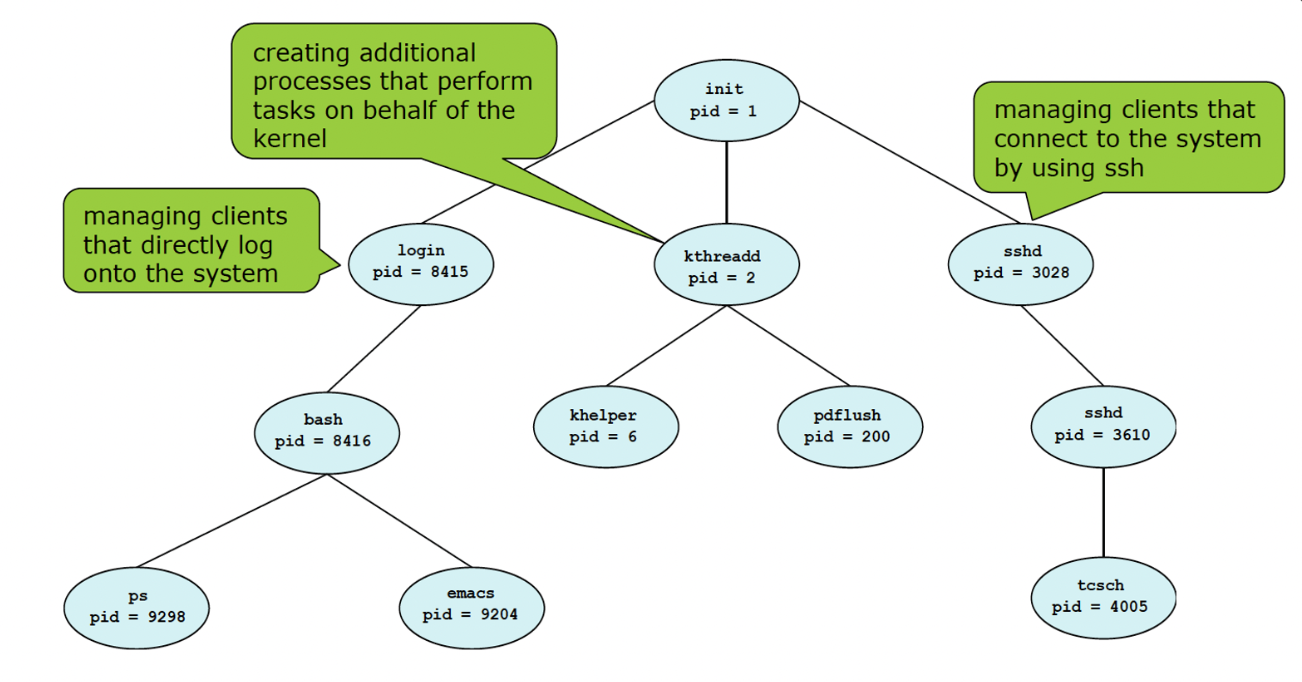 creating additional
processes that perform
tasks on behalf of the
kernel
init
pid = 1
managing clients that
connect to the system
by using ssh
managing clients
that directly log
onto the system
login
pid = 8415
kthreadd
pid = 2
sshd
pid = 3028
bash
pid = 8416
khelper
pid = 6
pdflush
pid = 200
sshd
pid = 3610
ps
pid = 9298
emacs
pid = 9204
tcsch
pid = 4005